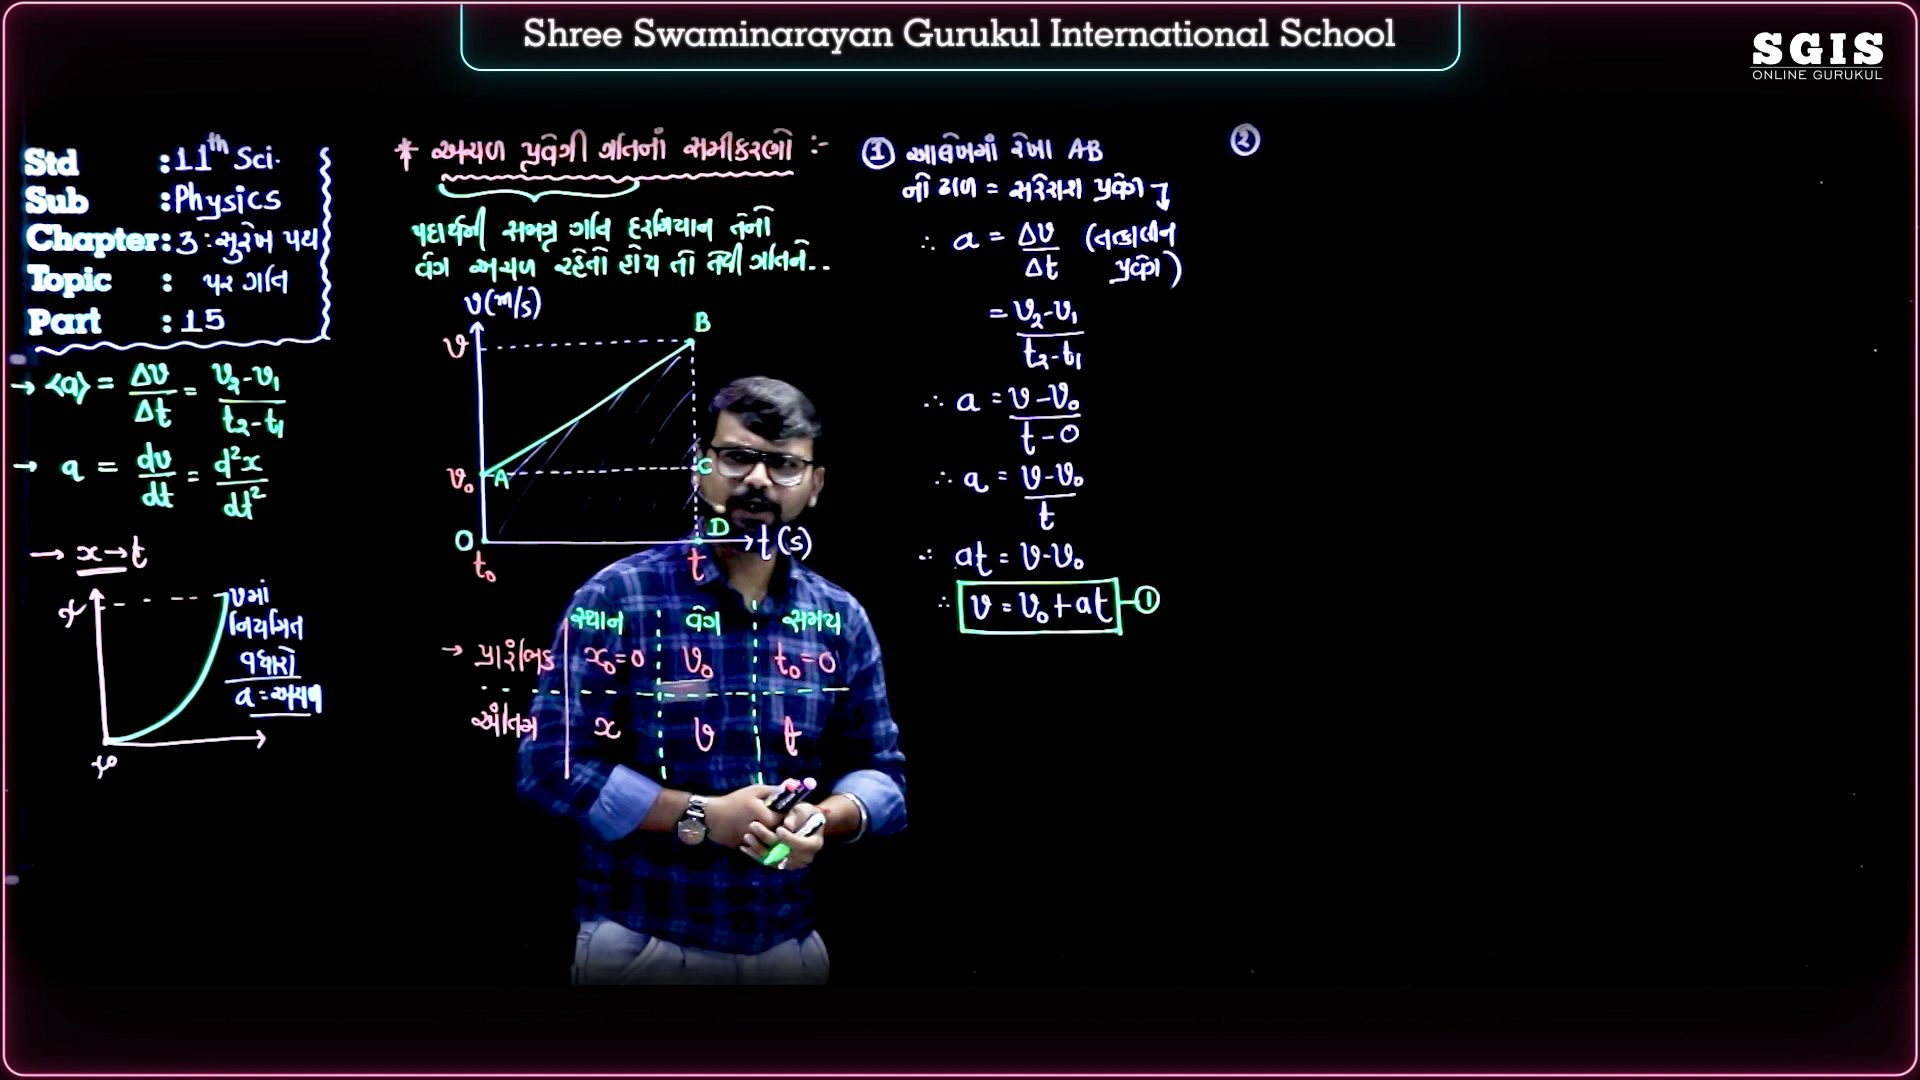 Shree Swaminarayan Gurukul International School
SGIS
ONLINE GURUKUL
Std : 11th Sci.
Sub : Physics
Chapter : 3 : સુરેખ પથ
Topic : પર ગતિ
Part : 15
→ <a> = Δv/Δt = v₂-v₁/t₂-t₁
→ a = dv/dt = d²x/dt²
→ x→t
x
vમાં
નિયમિત
વધારો
a = અચળ
* અચળ પ્રવેગી ગતિનાં સમીકરણો :-
પદાર્થની સમગ્ર ગતિ દરમિયાન તેનો
વેગ અચળ રહેતો હોય તો તેવી ગતિને..
v(m/s)
v
B
v₀
A
C
O
D
t(s)
t₀
t
સ્થાન વેગ સમય
→ પ્રારંભિક x₀=0 v₀ t₀=0
અંતિમ x v t
① આલેખમાં રેખા AB
નો ઢાળ = સરેરાશ પ્રવેગ
∴ a = Δv/Δt (તત્કાલીન
પ્રવેગ)
= v₂-v₁/t₂-t₁
∴ a = v-v₀/t-0
∴ a = v-v₀/t
∴ at = v-v₀
∴ v = v₀+at —①
②